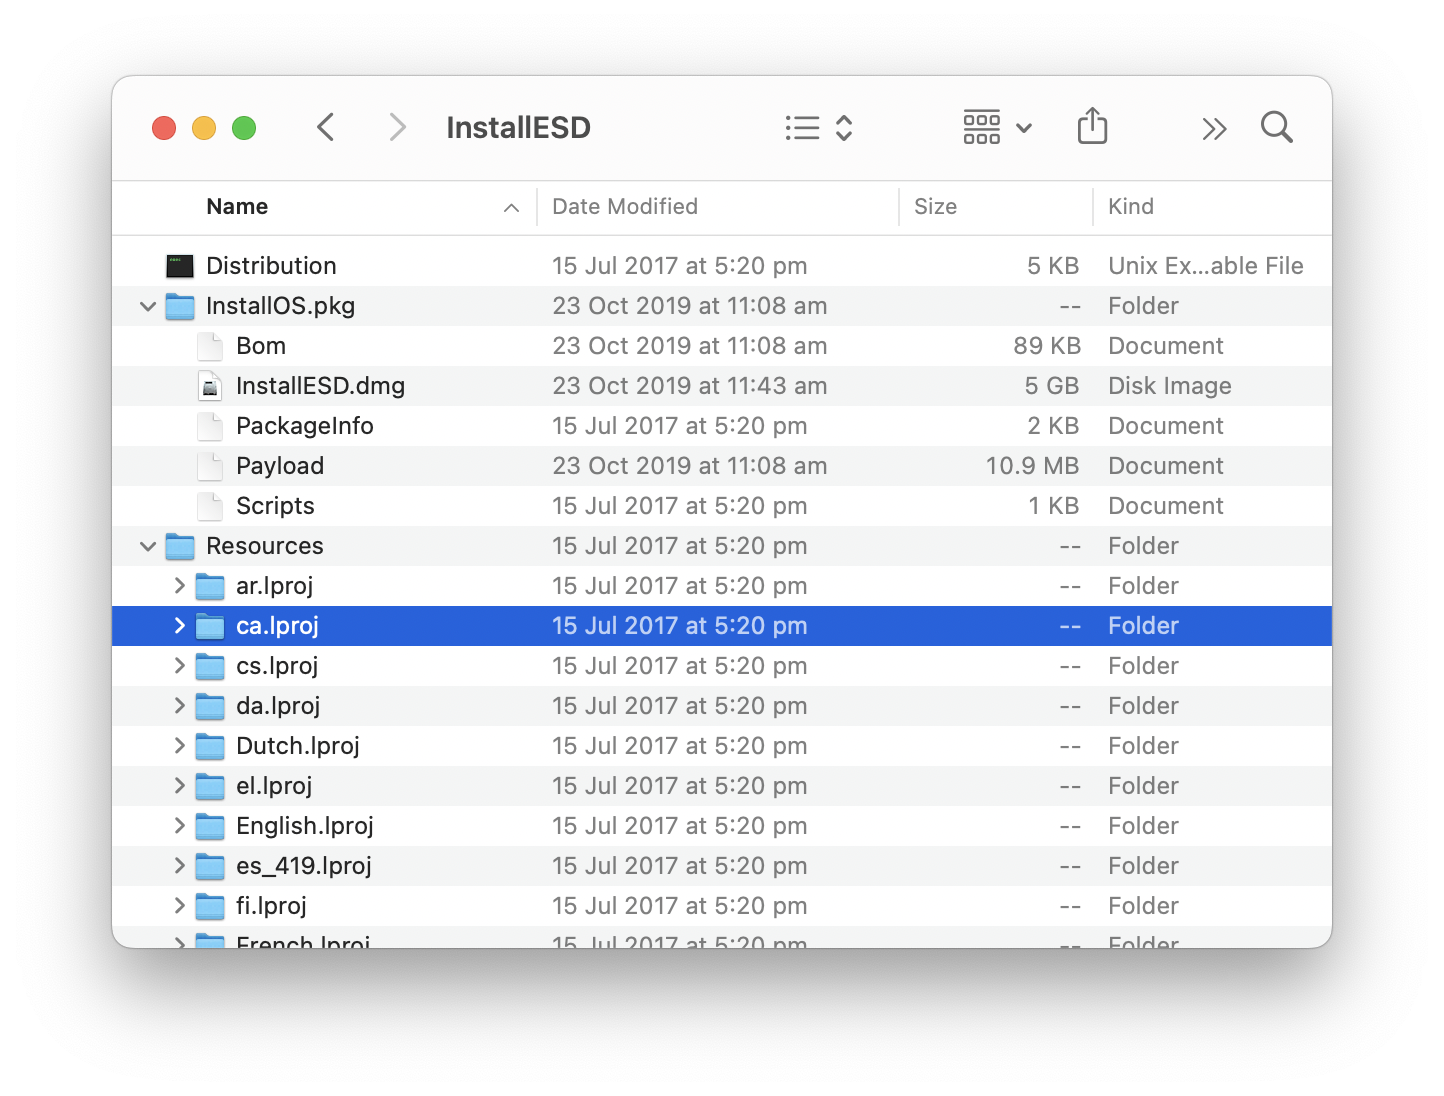 InstallESD
Name Date Modified Size Kind
Distribution 15 Jul 2017 at 5:20 pm 5 KB Unix Ex...able File
InstallOS.pkg 23 Oct 2019 at 11:08 am -- Folder
Bom 23 Oct 2019 at 11:08 am 89 KB Document
InstallESD.dmg 23 Oct 2019 at 11:43 am 5 GB Disk Image
PackageInfo 15 Jul 2017 at 5:20 pm 2 KB Document
Payload 23 Oct 2019 at 11:08 am 10.9 MB Document
Scripts 15 Jul 2017 at 5:20 pm 1 KB Document
Resources 15 Jul 2017 at 5:20 pm -- Folder
ar.lproj 15 Jul 2017 at 5:20 pm -- Folder
ca.lproj 15 Jul 2017 at 5:20 pm -- Folder
cs.lproj 15 Jul 2017 at 5:20 pm -- Folder
da.lproj 15 Jul 2017 at 5:20 pm -- Folder
Dutch.lproj 15 Jul 2017 at 5:20 pm -- Folder
el.lproj 15 Jul 2017 at 5:20 pm -- Folder
English.lproj 15 Jul 2017 at 5:20 pm -- Folder
es_419.lproj 15 Jul 2017 at 5:20 pm -- Folder
fi.lproj 15 Jul 2017 at 5:20 pm -- Folder
French.lproj 15 Jul 2017 at 5:20 pm -- Folder